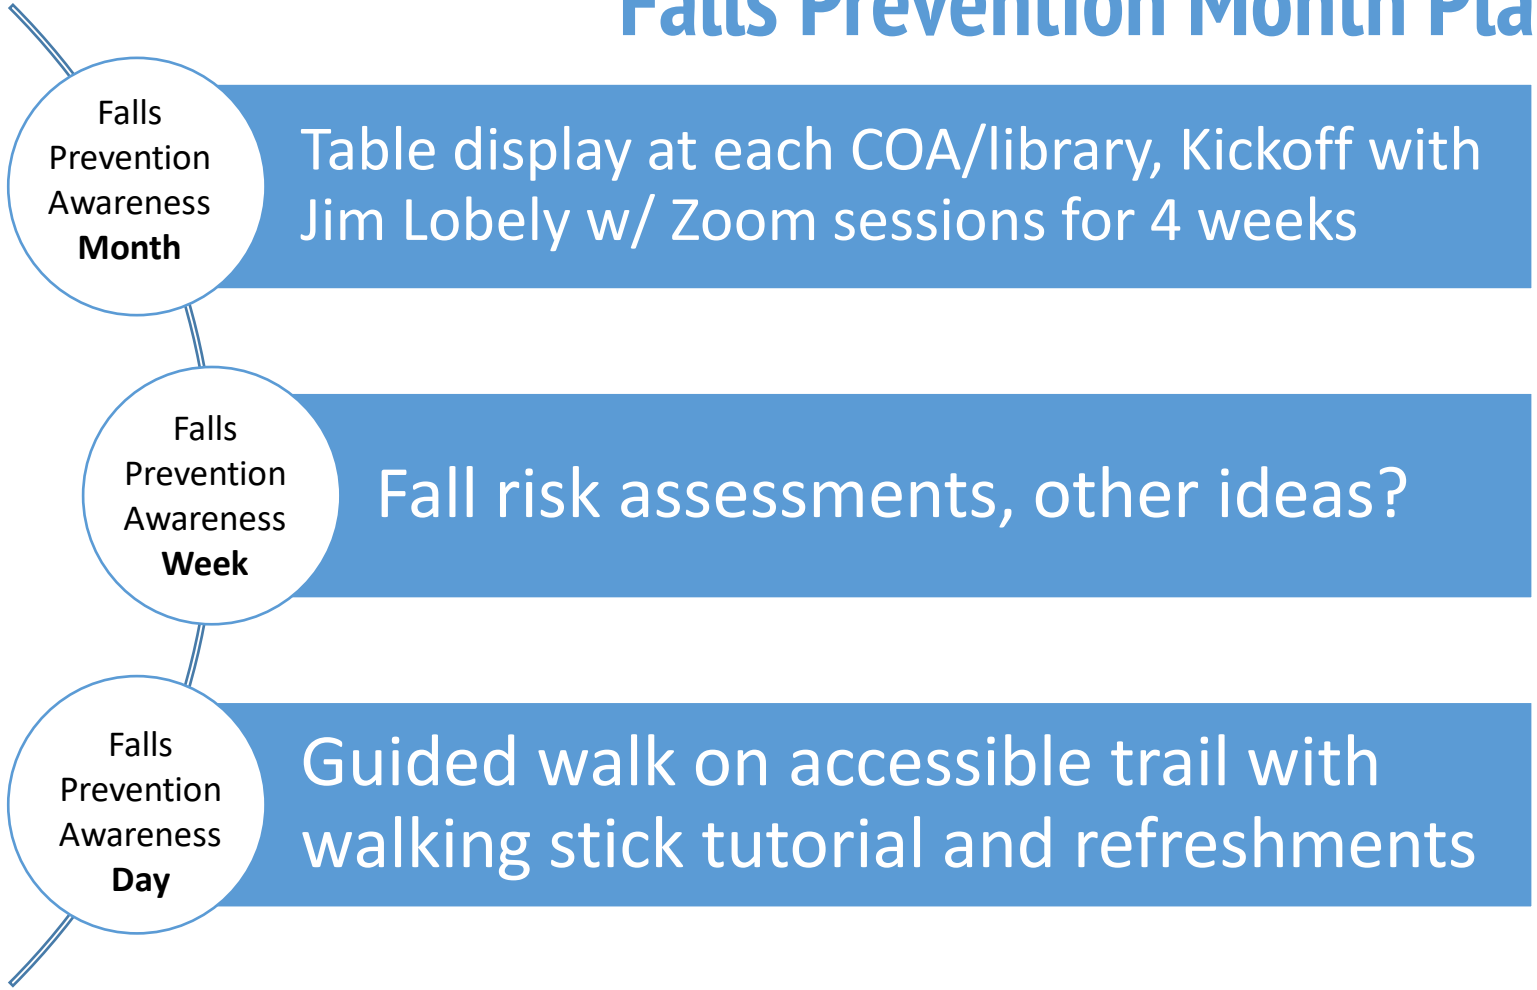 Falls Prevention Month Pla
Falls
Prevention
Awareness
Month
Table display at each COA/library, Kickoff with
Jim Lobely w/ Zoom sessions for 4 weeks
Falls
Prevention
Awareness
Week
Fall risk assessments, other ideas?
Falls
Prevention
Awareness
Day
Guided walk on accessible trail with
walking stick tutorial and refreshments